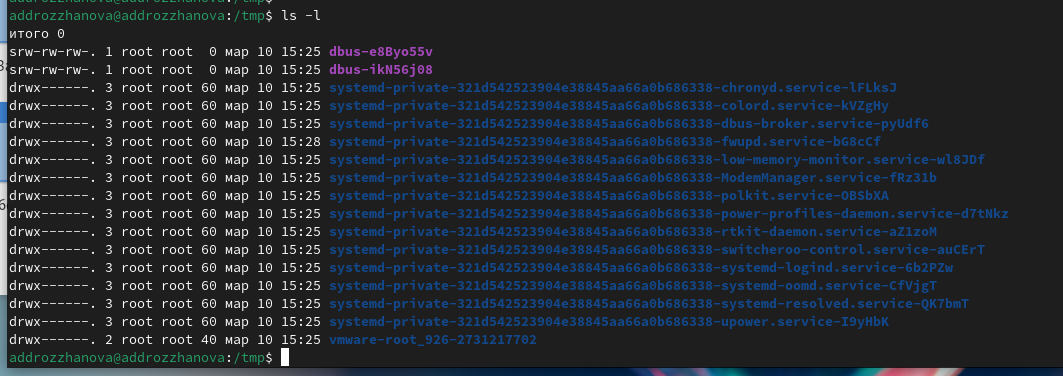 addrozzhanova@addrozzhanova:/tmp$ ls -l
итого 0
srw-rw-rw-. 1 root root  0 мар 10 15:25 dbus-e8Byo55v
srw-rw-rw-. 1 root root  0 мар 10 15:25 dbus-ikN56j08
drwx------. 3 root root 60 мар 10 15:25 systemd-private-321d542523904e38845aa66a0b686338-chronyd.service-lFLksJ
drwx------. 3 root root 60 мар 10 15:25 systemd-private-321d542523904e38845aa66a0b686338-colord.service-kVZgHy
drwx------. 3 root root 60 мар 10 15:25 systemd-private-321d542523904e38845aa66a0b686338-dbus-broker.service-pyUdf6
drwx------. 3 root root 60 мар 10 15:28 systemd-private-321d542523904e38845aa66a0b686338-fwupd.service-bG8cCf
drwx------. 3 root root 60 мар 10 15:25 systemd-private-321d542523904e38845aa66a0b686338-low-memory-monitor.service-wl8JDf
drwx------. 3 root root 60 мар 10 15:25 systemd-private-321d542523904e38845aa66a0b686338-ModemManager.service-fRz31b
drwx------. 3 root root 60 мар 10 15:25 systemd-private-321d542523904e38845aa66a0b686338-polkit.service-OBSbXA
drwx------. 3 root root 60 мар 10 15:25 systemd-private-321d542523904e38845aa66a0b686338-power-profiles-daemon.service-d7tNkz
drwx------. 3 root root 60 мар 10 15:25 systemd-private-321d542523904e38845aa66a0b686338-rtkit-daemon.service-aZ1zoM
drwx------. 3 root root 60 мар 10 15:25 systemd-private-321d542523904e38845aa66a0b686338-switcheroo-control.service-auCErT
drwx------. 3 root root 60 мар 10 15:25 systemd-private-321d542523904e38845aa66a0b686338-systemd-logind.service-6b2PZw
drwx------. 3 root root 60 мар 10 15:25 systemd-private-321d542523904e38845aa66a0b686338-systemd-oomd.service-CfVjgT
drwx------. 3 root root 60 мар 10 15:25 systemd-private-321d542523904e38845aa66a0b686338-systemd-resolved.service-QK7bmT
drwx------. 3 root root 60 мар 10 15:25 systemd-private-321d542523904e38845aa66a0b686338-upower.service-I9yHbK
drwx------. 2 root root 40 мар 10 15:25 vmware-root_926-2731217702
addrozzhanova@addrozzhanova:/tmp$